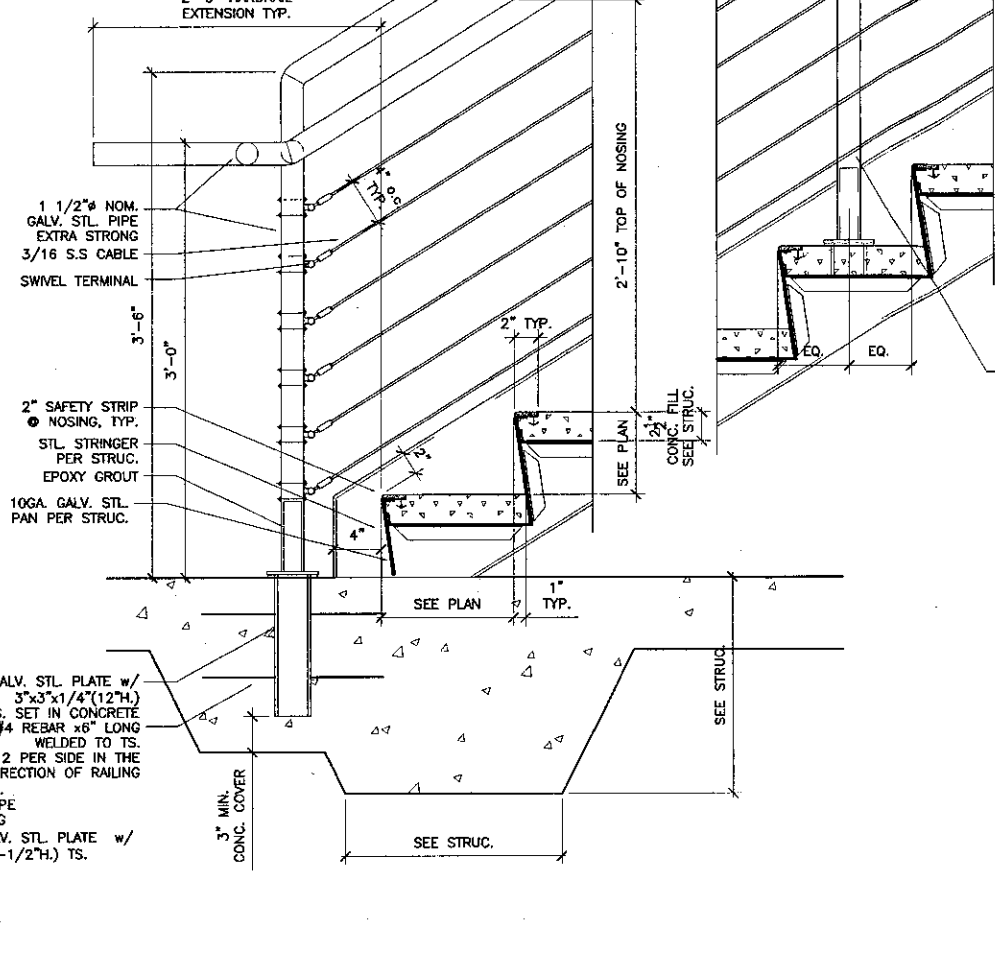 EXTENSION TYP.
1 1/2"ø NOM.
GALV. STL. PIPE
EXTRA STRONG
3/16 S.S CABLE
SWIVEL TERMINAL
3'-6"
3'-0"
4" O.C.
TYP.
2'-10" TOP OF NOSING
2" TYP.
EQ.
EQ.
2" SAFETY STRIP
@ NOSING, TYP.
STL. STRINGER
PER STRUC.
EPOXY GROUT
10GA. GALV. STL.
PAN PER STRUC.
2"
4"
SEE PLAN
2 1/2"
CONC. FILL
SEE STRUC.
SEE PLAN
1"
TYP.
SEE STRUC.
ALV. STL. PLATE w/
3"x3"x1/4"(12"H.)
S. SET IN CONCRETE
#4 REBAR x6" LONG
WELDED TO TS.
2 PER SIDE IN THE
RECTION OF RAILING
PE
G
V. STL. PLATE w/
-1/2"H.) TS.
3" MIN.
CONC. COVER
SEE STRUC.